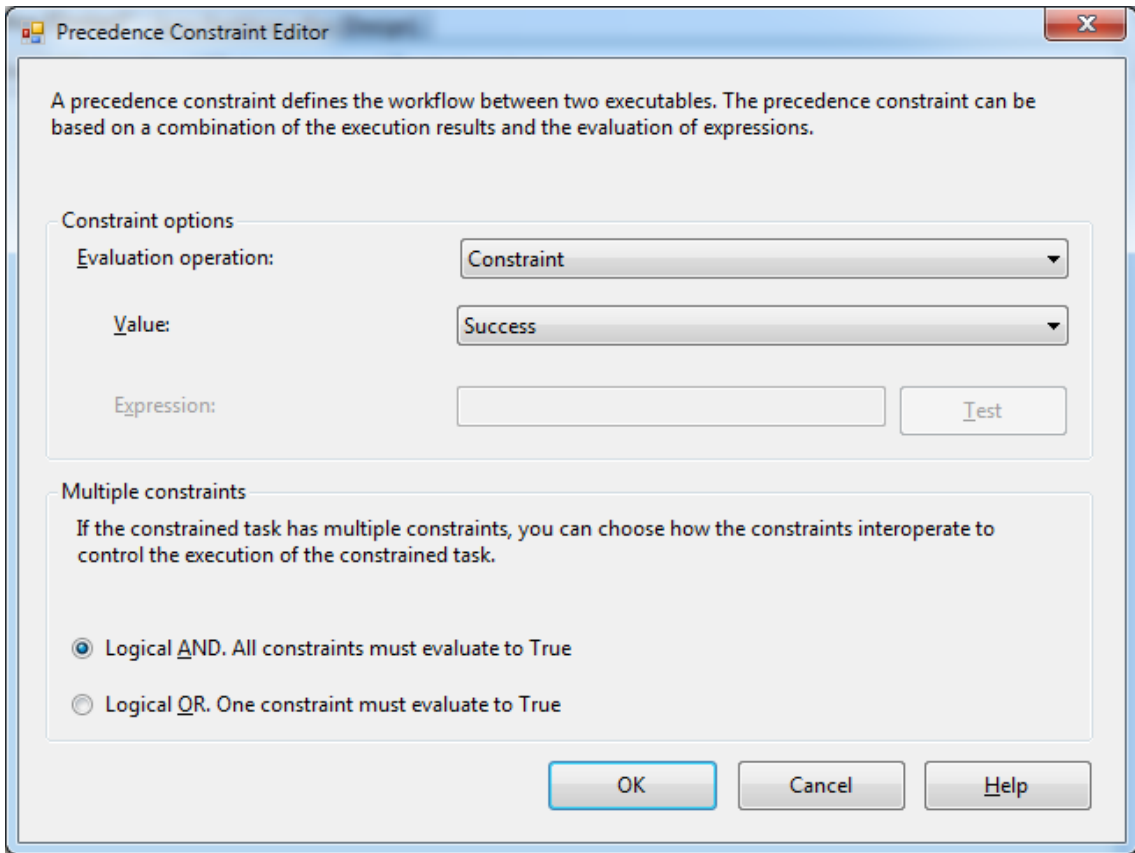 Precedence Constraint Editor
A precedence constraint defines the workflow between two executables. The precedence constraint can be
based on a combination of the execution results and the evaluation of expressions.
Constraint options
Evaluation operation:
Constraint
Value:
Success
Expression:
Test
Multiple constraints
If the constrained task has multiple constraints, you can choose how the constraints interoperate to
control the execution of the constrained task.
Logical AND. All constraints must evaluate to True
Logical OR. One constraint must evaluate to True
OK
Cancel
Help